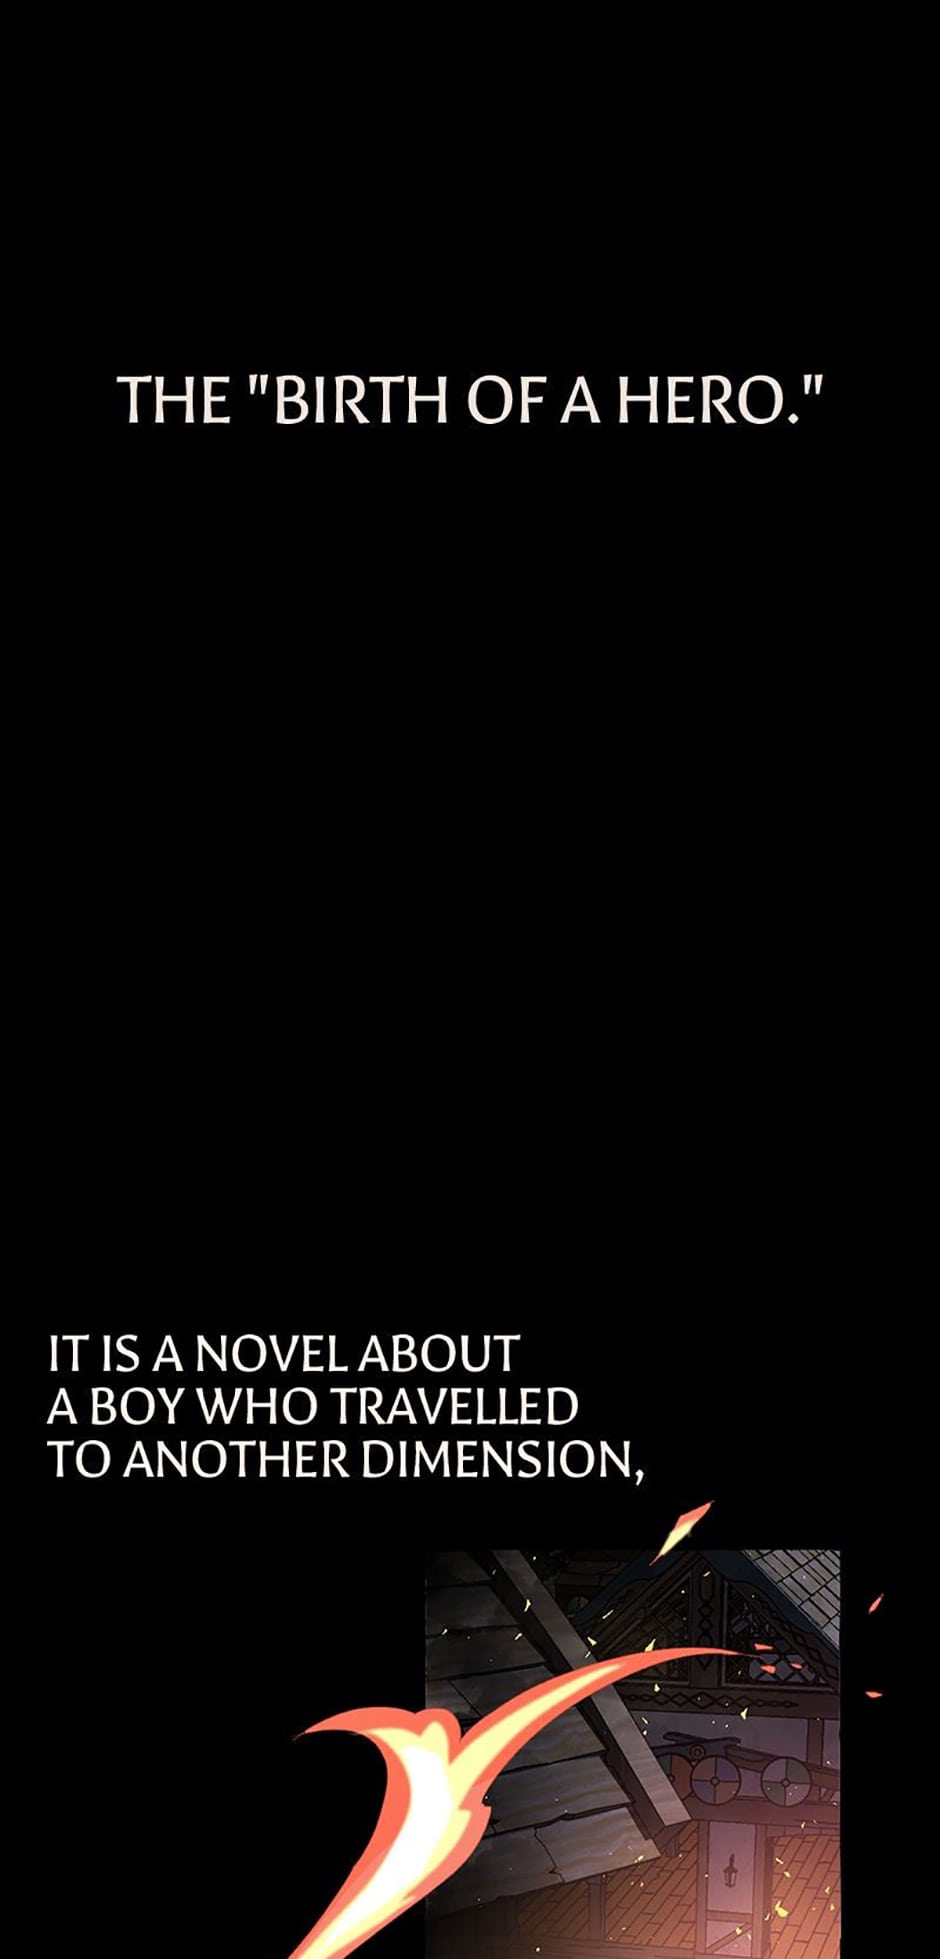 THE "BIRTH OF A HERO."
IT IS A NOVEL ABOUT
A BOY WHO TRAVELLED
TO ANOTHER DIMENSION,